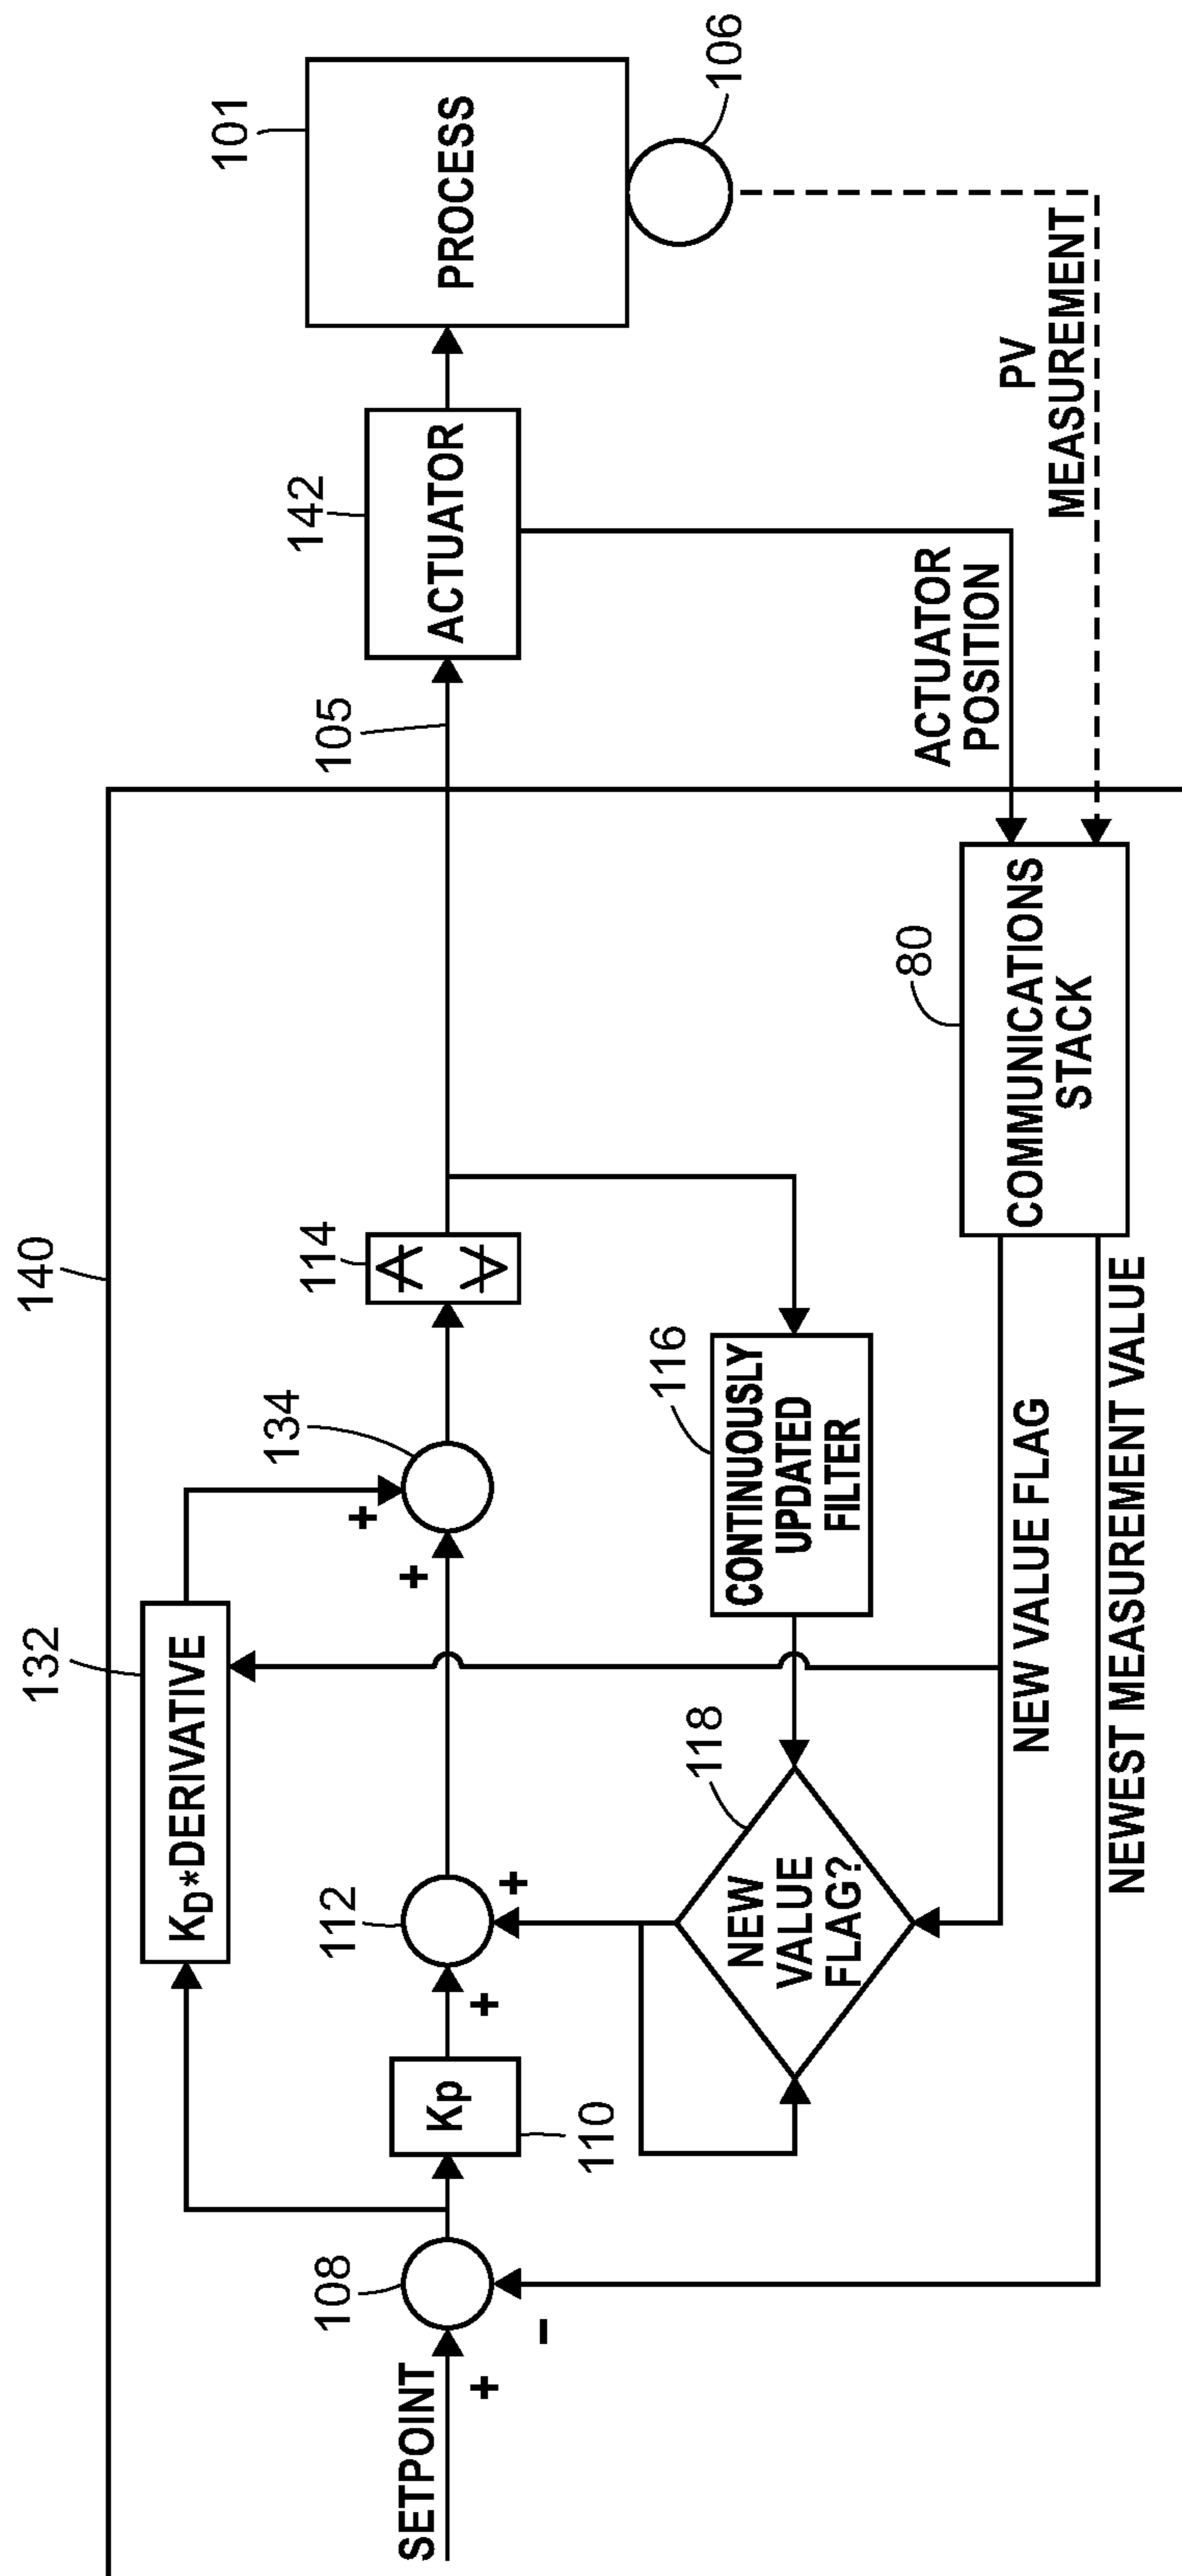 140
132
K_D*DERIVATIVE
134
+
+
108
SETPOINT
+
-
110
Kp
112
+
+
114
105
142
ACTUATOR
101
PROCESS
106
118
NEW
VALUE
FLAG?
116
CONTINUOUSLY
UPDATED
FILTER
ACTUATOR
POSITION
PV
MEASUREMENT
80
COMMUNICATIONS
STACK
NEW VALUE FLAG
NEWEST MEASUREMENT VALUE